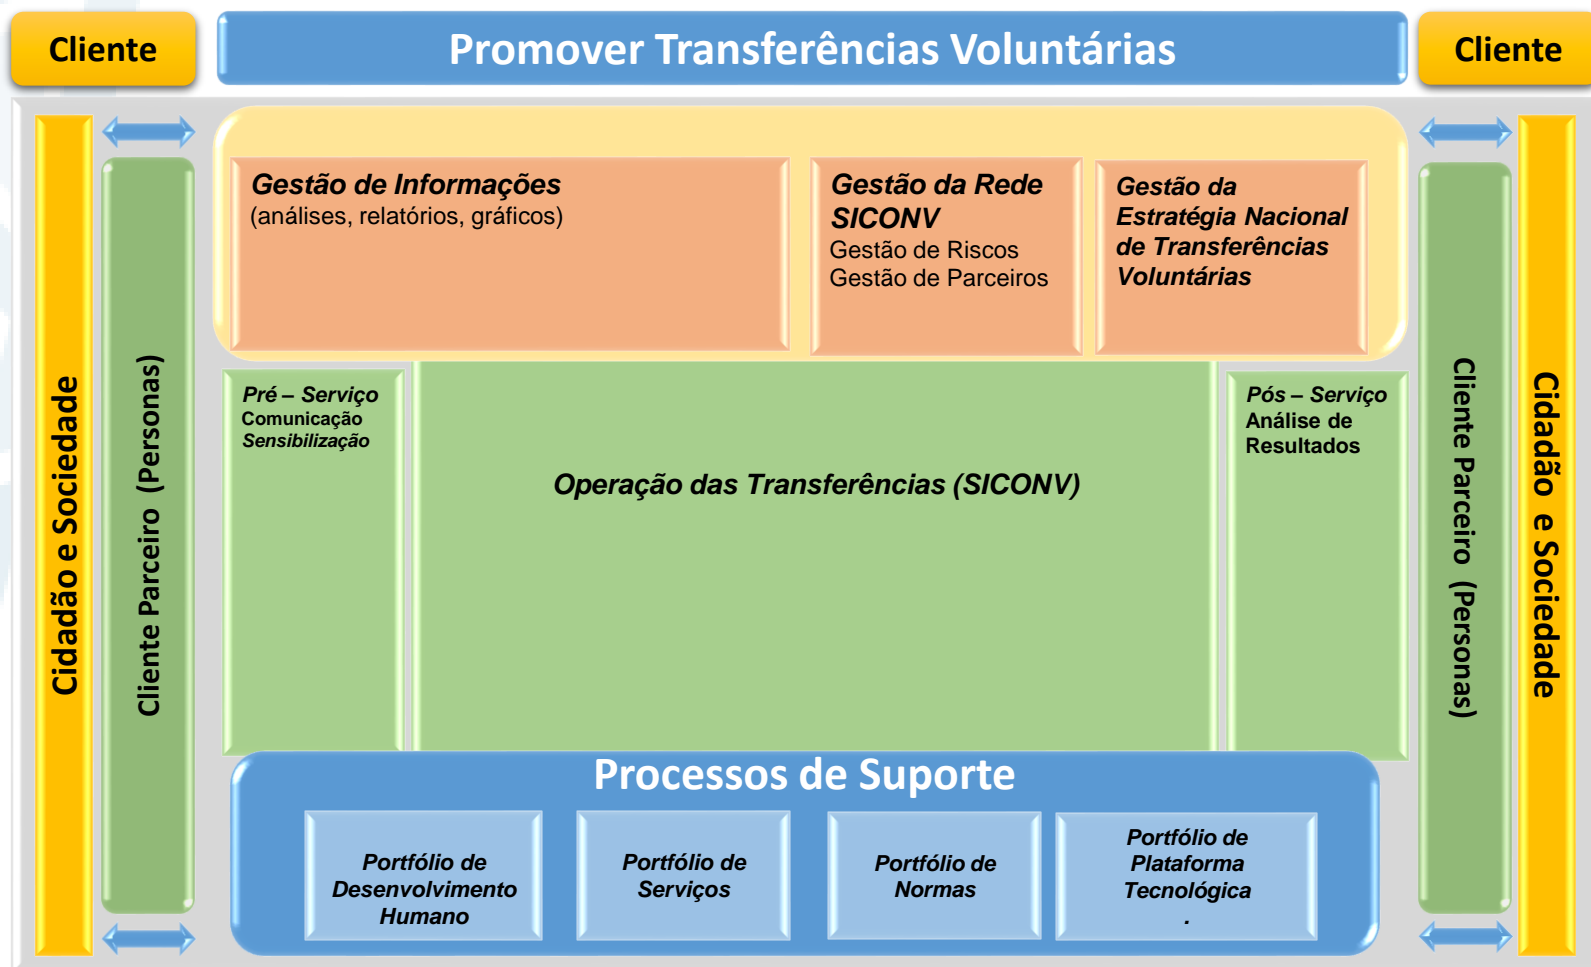 Cliente
Promover Transferências Voluntárias
Cliente
Cidadão e Sociedade
Cliente Parceiro (Personas)
Gestão de Informações
(análises, relatórios, gráficos)
Gestão da Rede
SICONV
Gestão de Riscos
Gestão de Parceiros
Gestão da
Estratégia Nacional
de Transferências
Voluntárias
Pré – Serviço
Comunicação
Sensibilização
Operação das Transferências (SICONV)
Pós – Serviço
Análise de
Resultados
Cliente Parceiro (Personas)
Cidadão e Sociedade
Processos de Suporte
Portfólio de
Desenvolvimento
Humano
Portfólio de
Serviços
Portfólio de
Normas
Portfólio de
Plataforma
Tecnológica
.